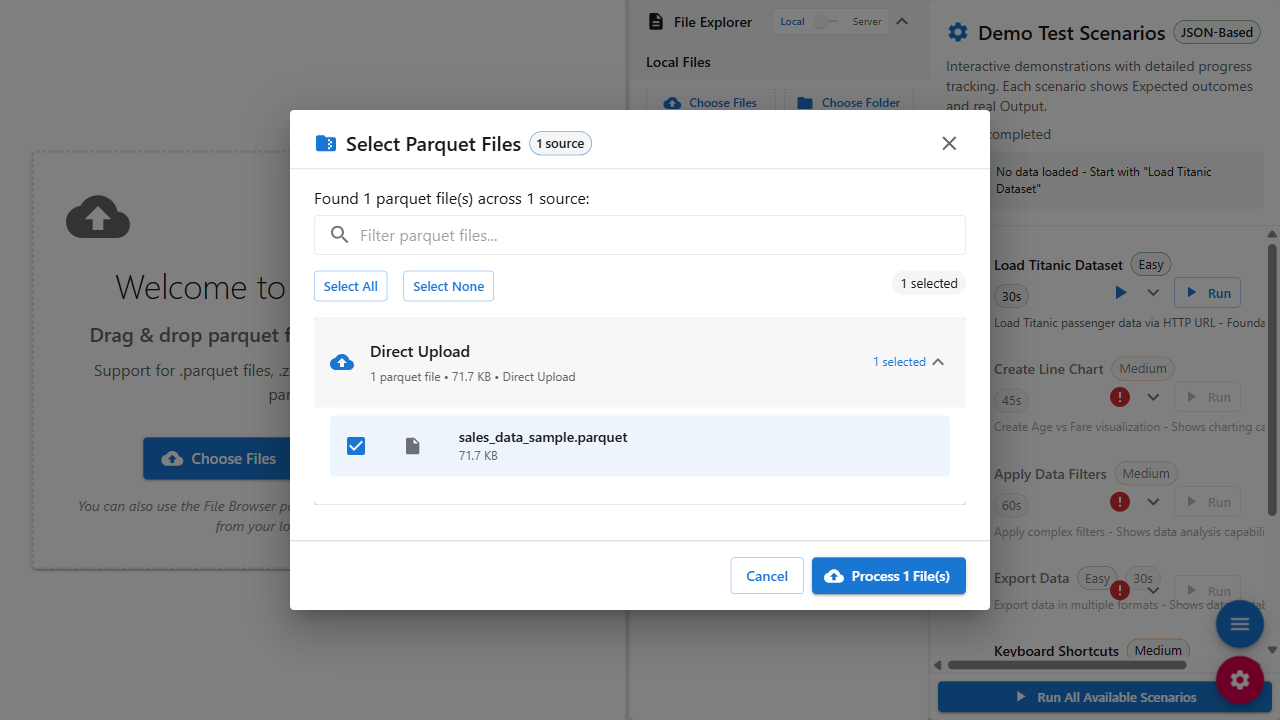 File Explorer
Local
Server
Local Files
Choose Files
Choose Folder
Demo Test Scenarios
JSON-Based
Interactive demonstrations with detailed progress
tracking. Each scenario shows Expected outcomes
and real Output.
completed
No data loaded - Start with "Load Titanic
Dataset"
Welcome to
Drag & drop parquet f
Support for .parquet files, .z
par
Choose Files
You can also use the File Browser pa
from your lo
Select Parquet Files
1 source
Found 1 parquet file(s) across 1 source:
Filter parquet files...
Select All
Select None
1 selected
Direct Upload
1 parquet file • 71.7 KB • Direct Upload
1 selected
sales_data_sample.parquet
71.7 KB
Cancel
Process 1 File(s)
Load Titanic Dataset
Easy
30s
Run
Load Titanic passenger data via HTTP URL - Founda
Create Line Chart
Medium
45s
Run
Create Age vs Fare visualization - Shows charting ca
Apply Data Filters
Medium
60s
Run
Apply complex filters - Shows data analysis capabili
Export Data
Easy
30s
Run
Export data in multiple formats - Shows data
Keyboard Shortcuts
Medium
Run All Available Scenarios